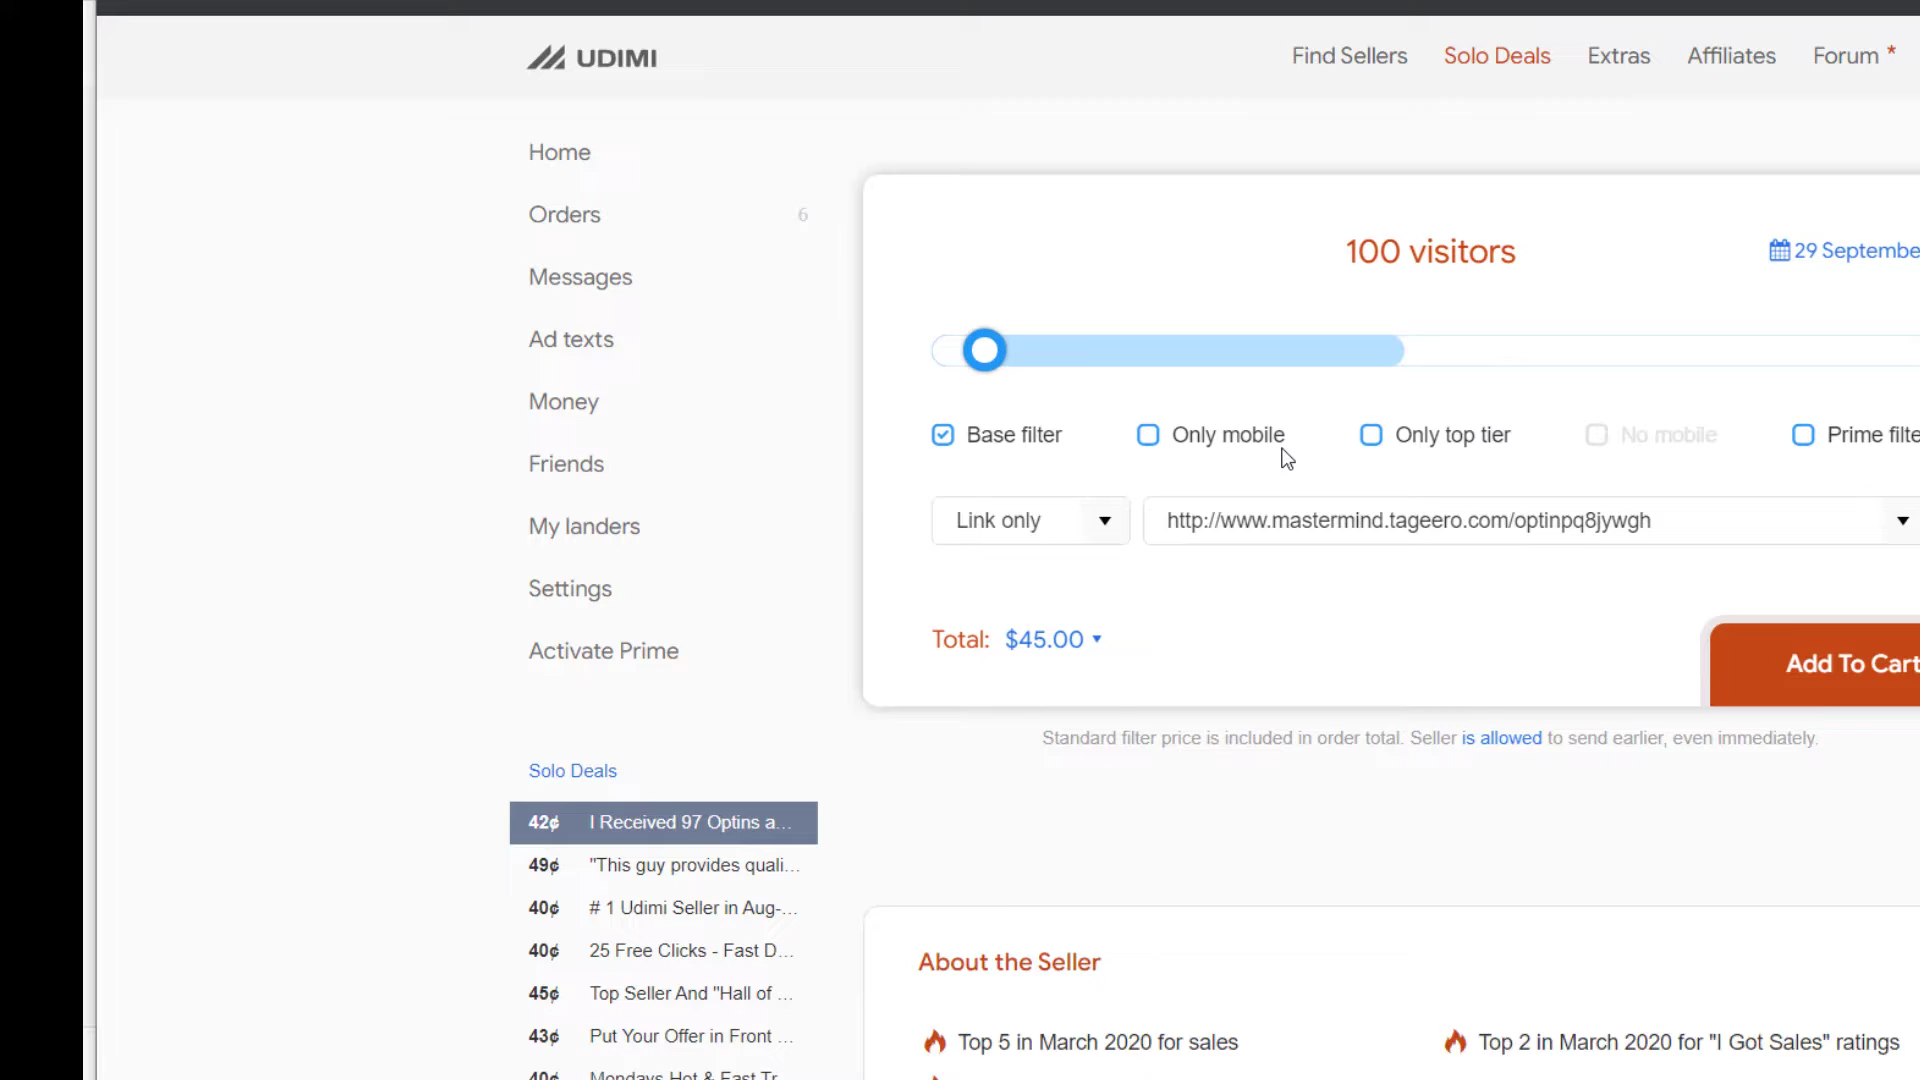 UDIMI
Find Sellers
Solo Deals
Extras
Affiliates
Forum *
Home
Orders 6
Messages
Ad texts
Money
Friends
My landers
Settings
Activate Prime
100 visitors
29 Septembe
Base filter
Only mobile
Only top tier
No mobile
Prime filte
Link only
http://www.mastermind.tageero.com/optinpq8jywgh
Total: $45.00
Add To Cart
Standard filter price is included in order total. Seller is allowed to send earlier, even immediately.
Solo Deals
42¢ I Received 97 Optins a...
49¢ "This guy provides quali...
40¢ # 1 Udimi Seller in Aug-...
40¢ 25 Free Clicks - Fast D...
45¢ Top Seller And "Hall of ...
43¢ Put Your Offer in Front ...
40¢ Mondays Hot & Fast Tr...
About the Seller
Top 5 in March 2020 for sales
Top 2 in March 2020 for "I Got Sales" ratings